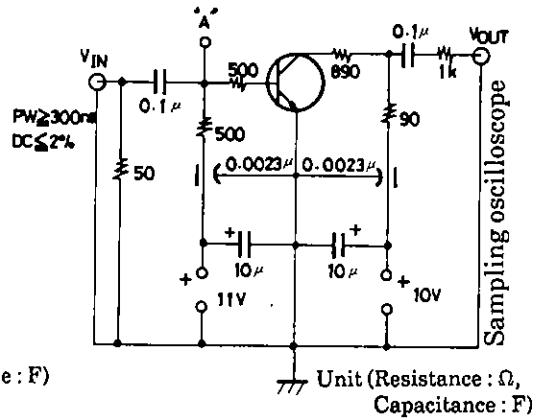 "A"
VIN
0.1μ
500
890
0.1μ
1k
VOUT
PW≧300ns
DC≦2%
50
500
90
0.0023μ
0.0023μ
+
10μ
+
10μ
+
11V
+
10V
Sampling oscilloscope
e : F)
Unit (Resistance : Ω,
Capacitance : F)